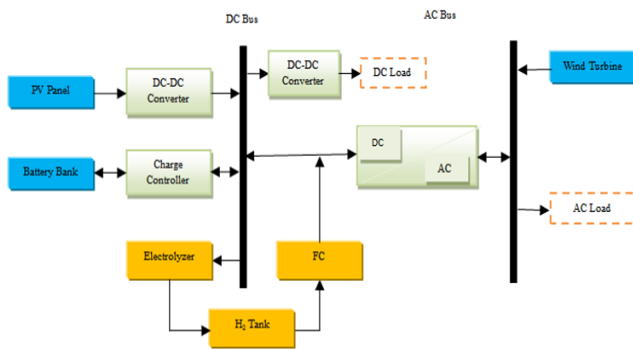 DC Bus
AC Bus
PV Panel
DC-DC
Converter
DC-DC
Converter
DC Load
Wind Turbine
Battery Bank
Charge
Controller
DC
AC
AC Load
Electrolyzer
FC
H₂ Tank